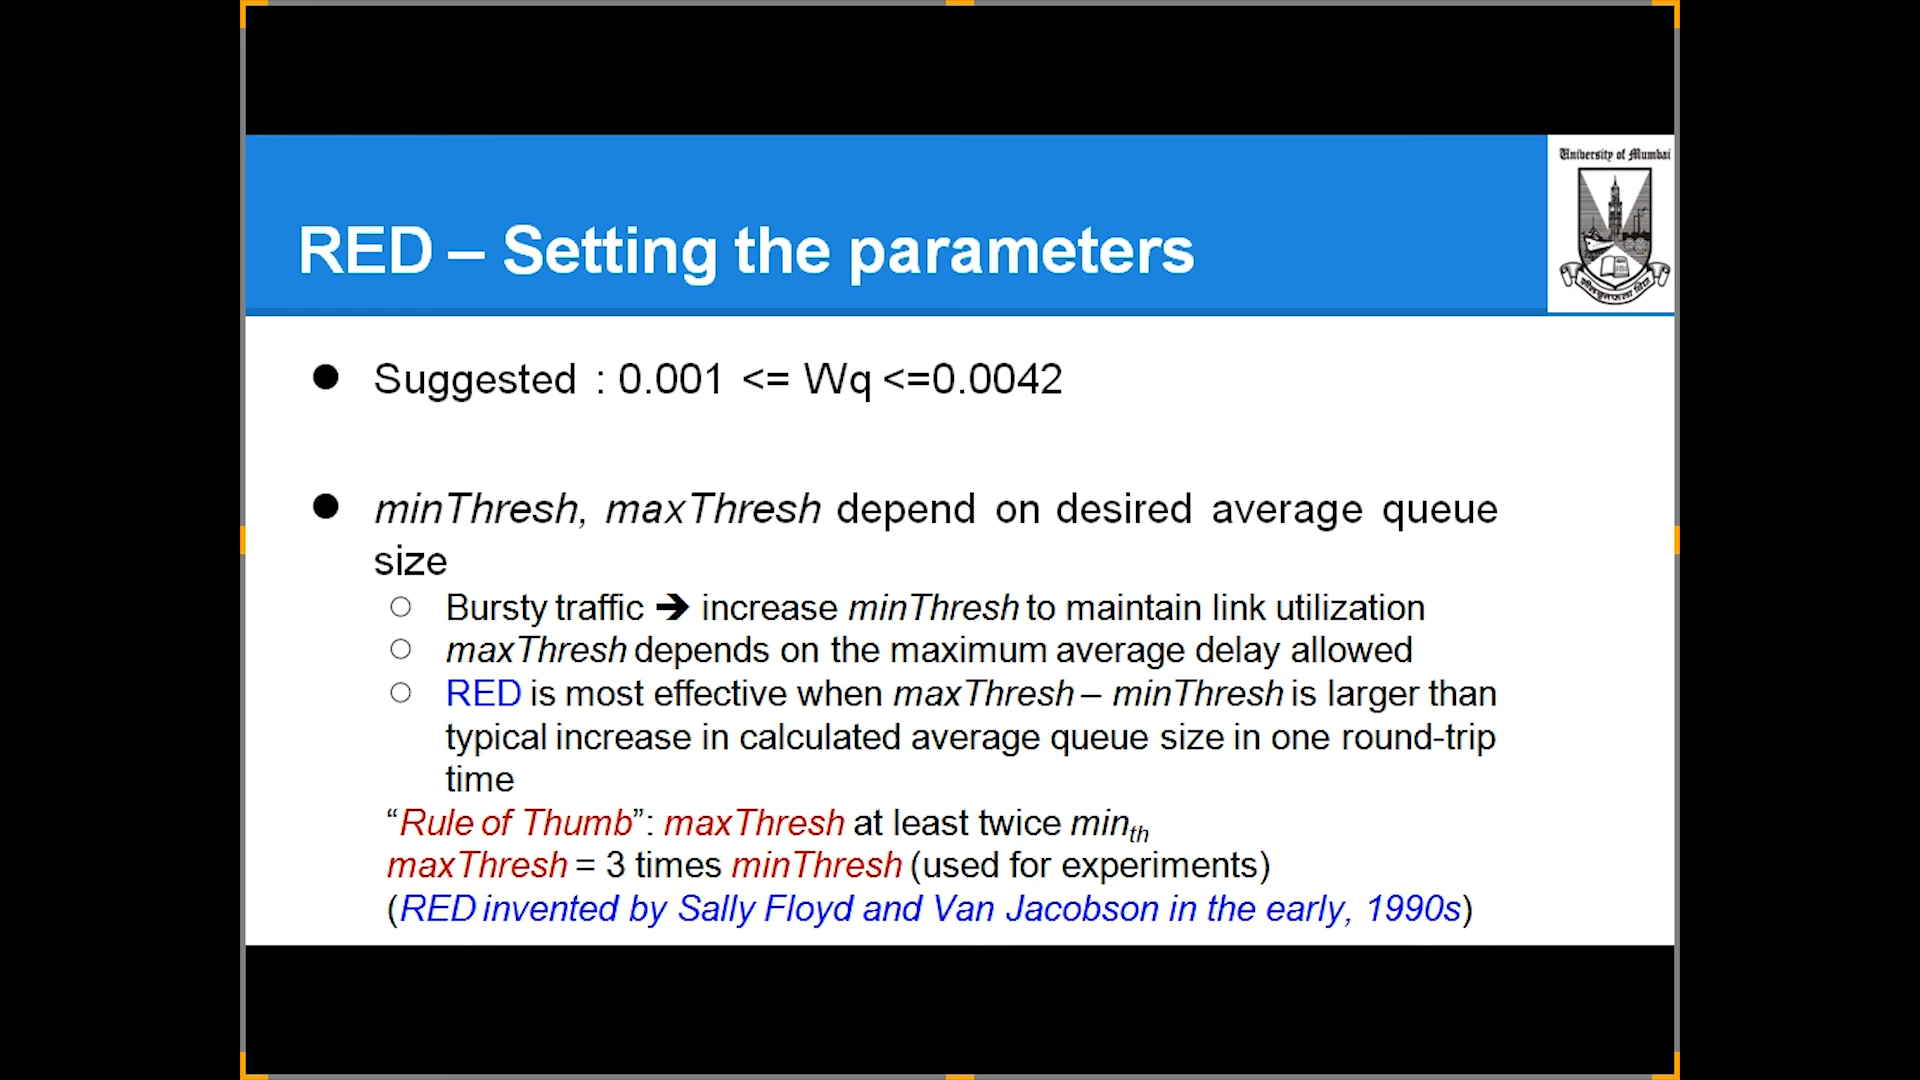 University of Mumbai
RED – Setting the parameters
● Suggested : 0.001 <= Wq <=0.0042
● minThresh, maxThresh depend on desired average queue
size
○ Bursty traffic ➔ increase minThresh to maintain link utilization
○ maxThresh depends on the maximum average delay allowed
○ RED is most effective when maxThresh – minThresh is larger than
typical increase in calculated average queue size in one round-trip
time
“Rule of Thumb”: maxThresh at least twice minth
maxThresh = 3 times minThresh (used for experiments)
(RED invented by Sally Floyd and Van Jacobson in the early, 1990s)